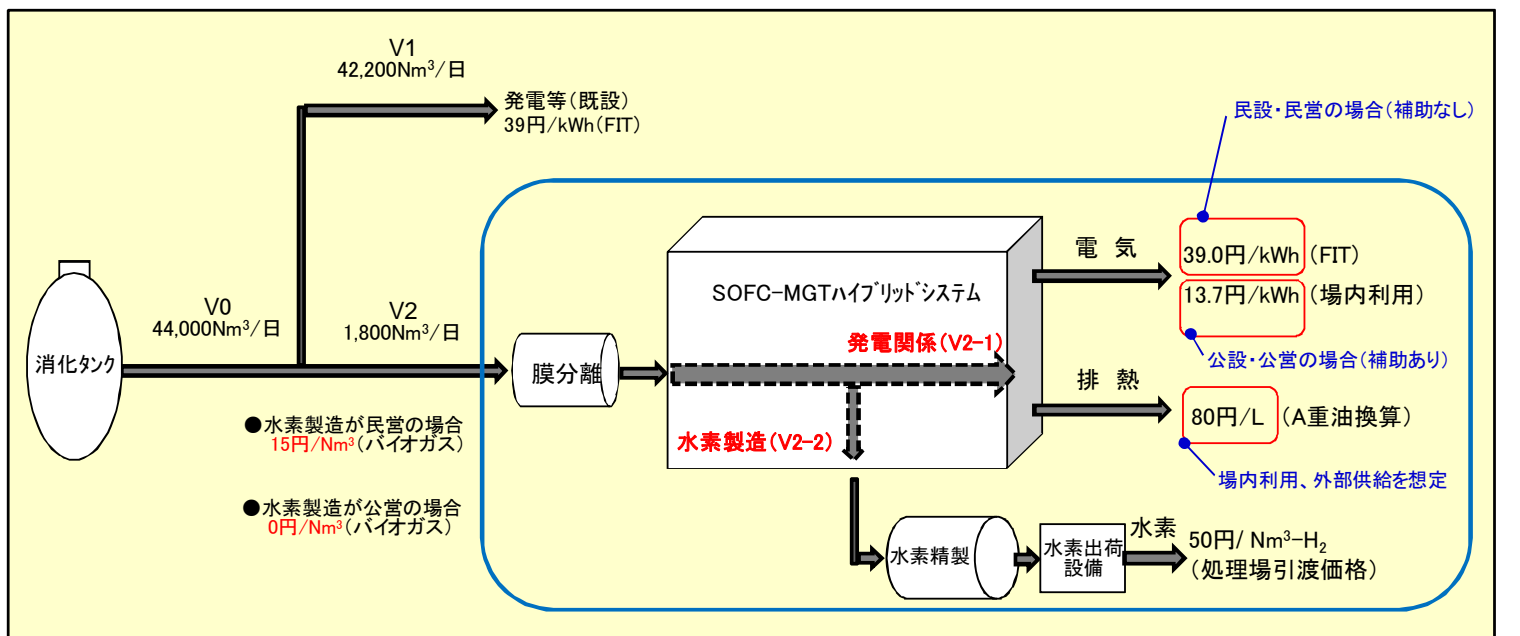 V1
42,200Nm³/日
発電等(既設)
39円/kWh(FIT)
民設・民営の場合(補助なし)
電 気
39.0円/kWh (FIT)
13.7円/kWh (場内利用)
SOFC-MGTハイブリッドシステム
V0
44,000Nm³/日
V2
1,800Nm³/日
発電関係(V2-1)
公設・公営の場合(補助あり)
消化タンク
膜分離
排 熱
80円/L (A重油換算)
●水素製造が民営の場合
15円/Nm³(バイオガス)
水素製造(V2-2)
場内利用、外部供給を想定
●水素製造が公営の場合
0円/Nm³(バイオガス)
水素精製
水素出荷
設備
水素
50円/ Nm³-H₂
(処理場引渡価格)